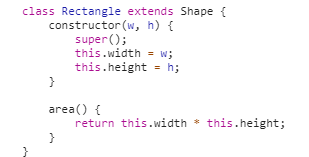 class Rectangle extends Shape {
    constructor(w, h) {
        super();
        this.width = w;
        this.height = h;
    }

    area() {
        return this.width * this.height;
    }
}